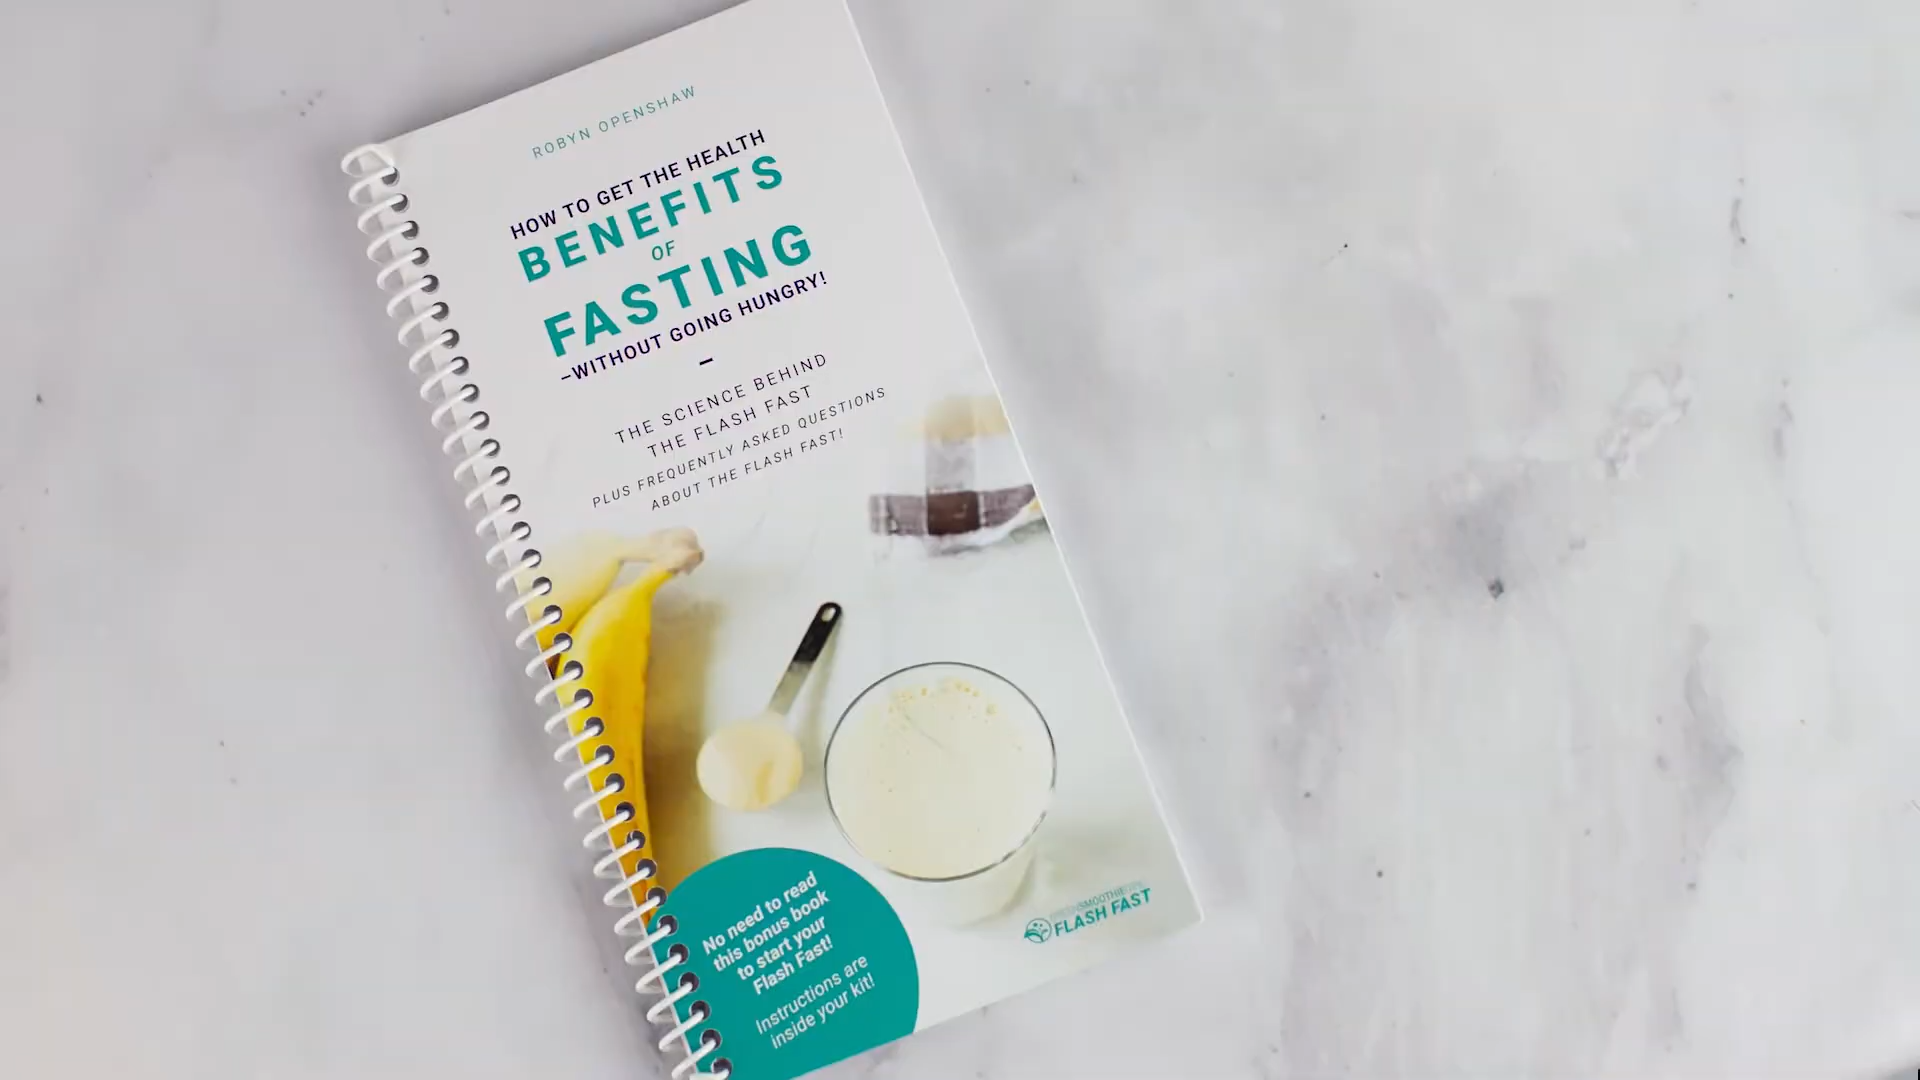 ROBYN OPENSHAW
HOW TO GET THE HEALTH
BENEFITS
OF
FASTING
–WITHOUT GOING HUNGRY!
–
THE SCIENCE BEHIND
THE FLASH FAST
PLUS FREQUENTLY ASKED QUESTIONS
ABOUT THE FLASH FAST!
No need to read
this bonus book
to start your
Flash Fast!
Instructions are
inside your kit!
SMOOTHIE
FLASH FAST